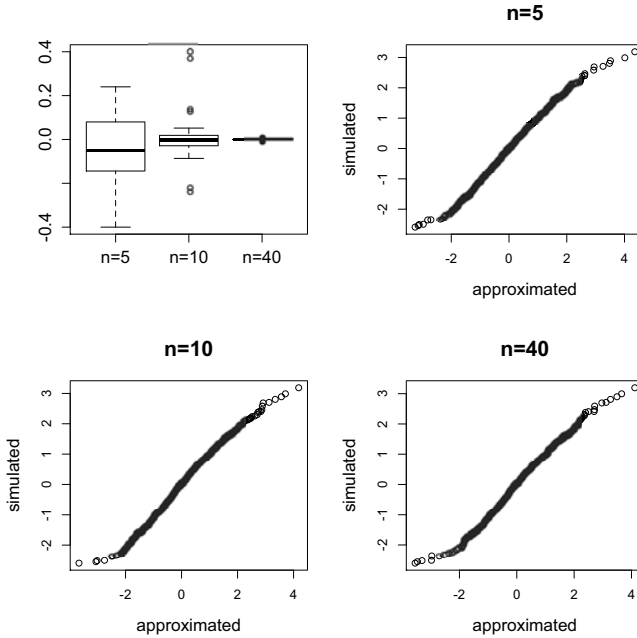 0.4
0.2
0.0
-0.4
n=5 n=10 n=40
n=5
3
2
1
0
-1
-2
simulated
-2 0 2 4
approximated
n=10
3
2
1
0
-1
-2
simulated
-2 0 2 4
approximated
n=40
3
2
1
0
-1
-2
simulated
-2 0 2 4
approximated